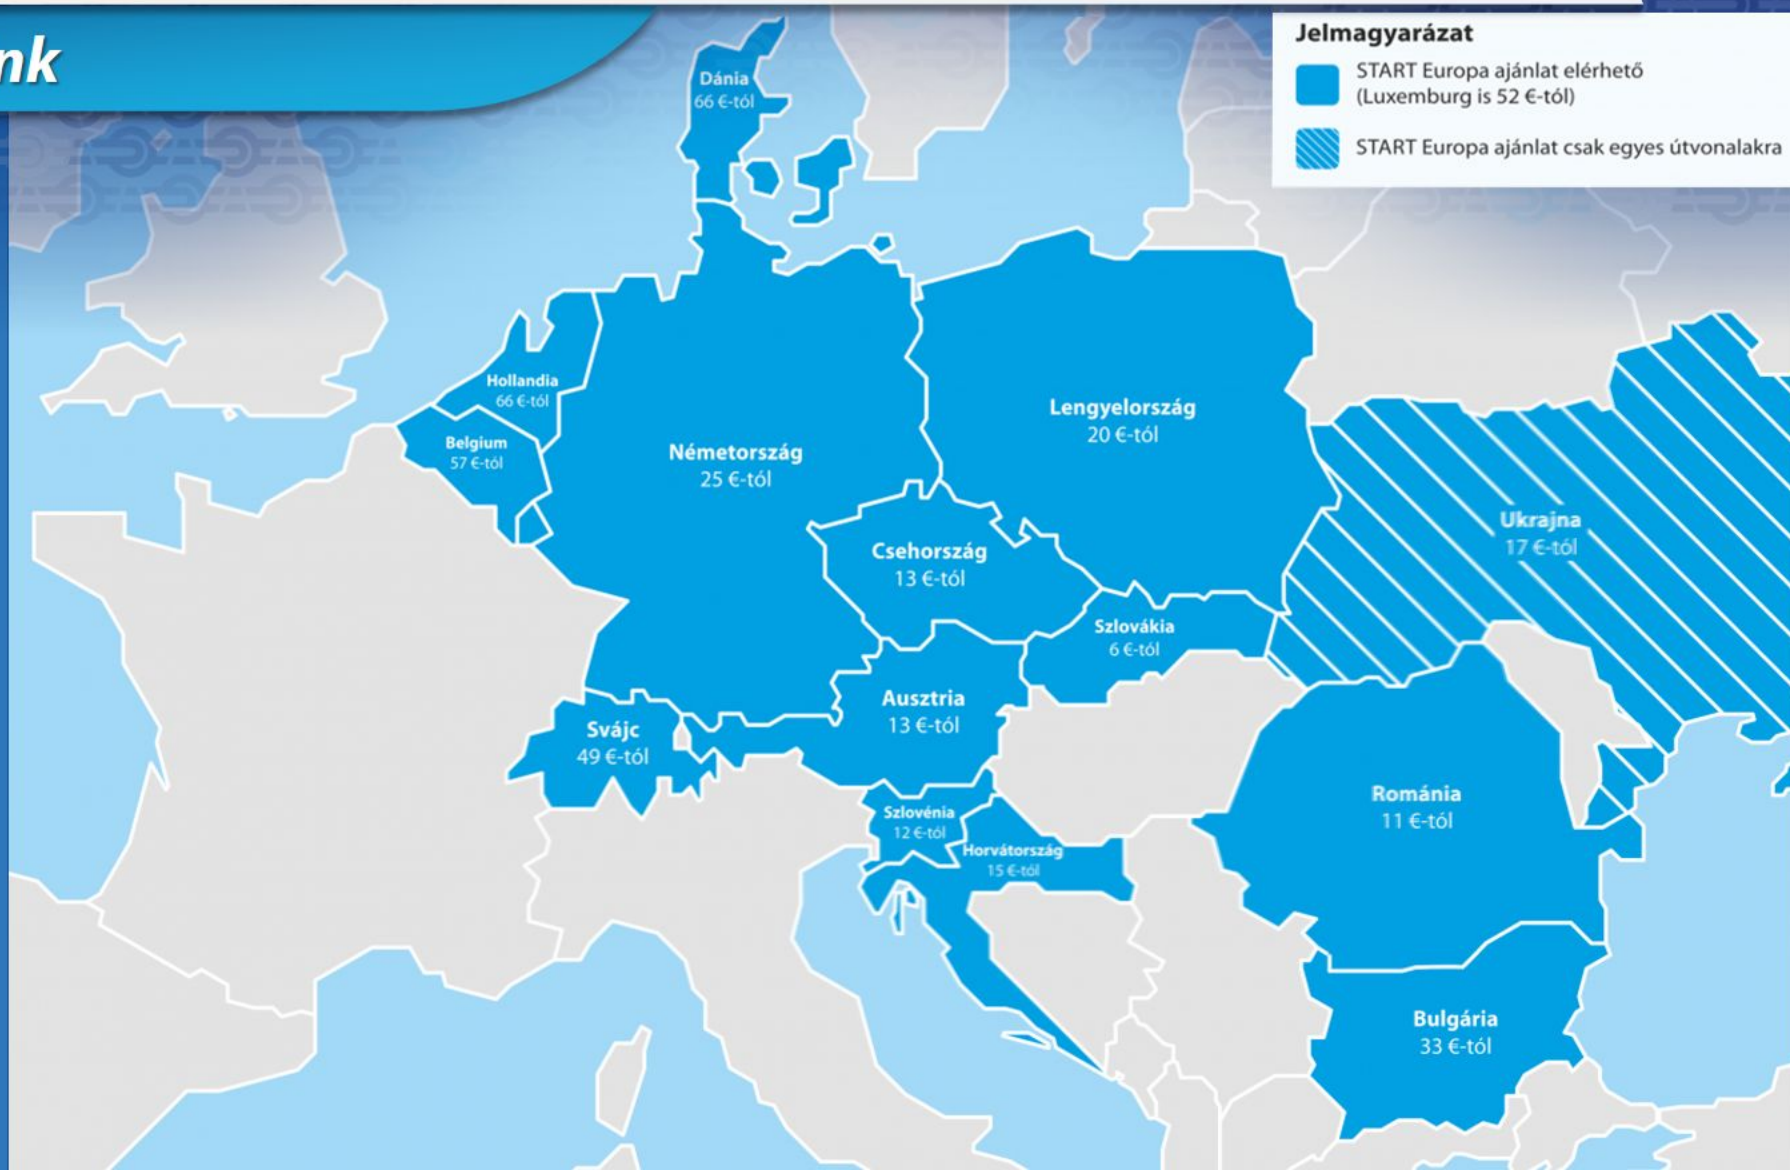 nk
Jelmagyarázat
START Europa ajánlat elérhető
(Luxemburg is 52 €-tól)
START Europa ajánlat csak egyes útvonalakra
Dánia
66 €-tól
Hollandia
66 €-tól
Belgium
57 €-tól
Németország
25 €-tól
Lengyelország
20 €-tól
Csehország
13 €-tól
Ukrajna
17 €-tól
Szlovákia
6 €-tól
Ausztria
13 €-tól
Svájc
49 €-tól
Szlovénia
12 €-tól
Horvátország
15 €-tól
Románia
11 €-tól
Bulgária
33 €-tól